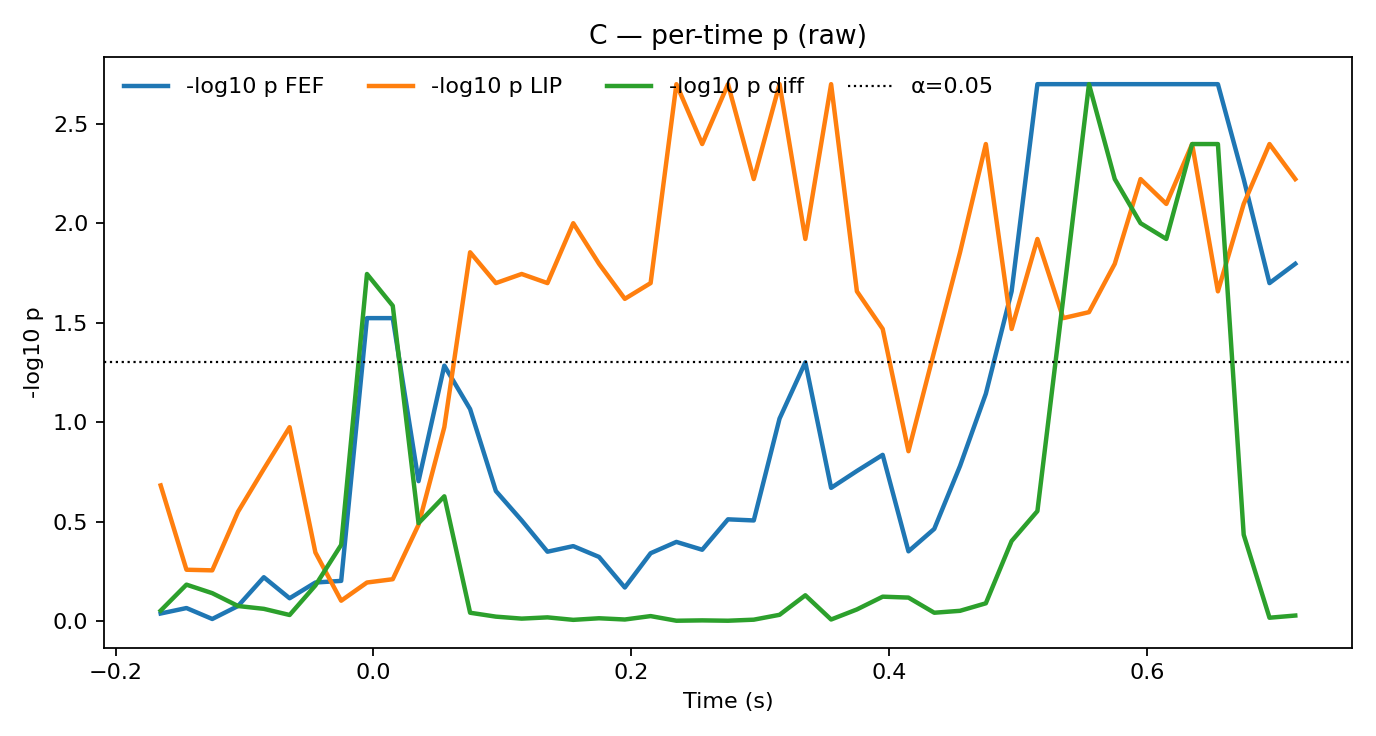 C — per-time p (raw)
-log10 p FEF
-log10 p LIP
-log10 p diff
α=0.05
-log10 p
2.5
2.0
1.5
1.0
0.5
0.0
−0.2
0.0
0.2
0.4
0.6
Time (s)